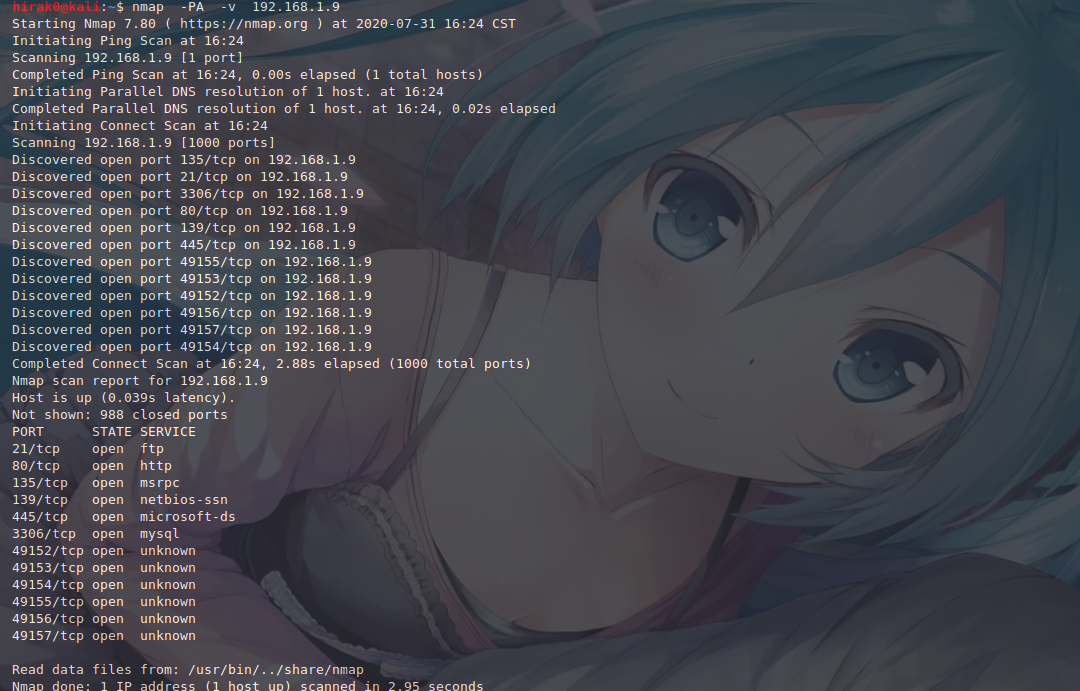 hirak0@kali:~$ nmap  -PA  -v  192.168.1.9
Starting Nmap 7.80 ( https://nmap.org ) at 2020-07-31 16:24 CST
Initiating Ping Scan at 16:24
Scanning 192.168.1.9 [1 port]
Completed Ping Scan at 16:24, 0.00s elapsed (1 total hosts)
Initiating Parallel DNS resolution of 1 host. at 16:24
Completed Parallel DNS resolution of 1 host. at 16:24, 0.02s elapsed
Initiating Connect Scan at 16:24
Scanning 192.168.1.9 [1000 ports]
Discovered open port 135/tcp on 192.168.1.9
Discovered open port 21/tcp on 192.168.1.9
Discovered open port 3306/tcp on 192.168.1.9
Discovered open port 80/tcp on 192.168.1.9
Discovered open port 139/tcp on 192.168.1.9
Discovered open port 445/tcp on 192.168.1.9
Discovered open port 49155/tcp on 192.168.1.9
Discovered open port 49153/tcp on 192.168.1.9
Discovered open port 49152/tcp on 192.168.1.9
Discovered open port 49156/tcp on 192.168.1.9
Discovered open port 49157/tcp on 192.168.1.9
Discovered open port 49154/tcp on 192.168.1.9
Completed Connect Scan at 16:24, 2.88s elapsed (1000 total ports)
Nmap scan report for 192.168.1.9
Host is up (0.039s latency).
Not shown: 988 closed ports
PORT      STATE SERVICE
21/tcp    open  ftp
80/tcp    open  http
135/tcp   open  msrpc
139/tcp   open  netbios-ssn
445/tcp   open  microsoft-ds
3306/tcp  open  mysql
49152/tcp open  unknown
49153/tcp open  unknown
49154/tcp open  unknown
49155/tcp open  unknown
49156/tcp open  unknown
49157/tcp open  unknown
Read data files from: /usr/bin/../share/nmap
Nmap done: 1 IP address (1 host up) scanned in 2.95 seconds